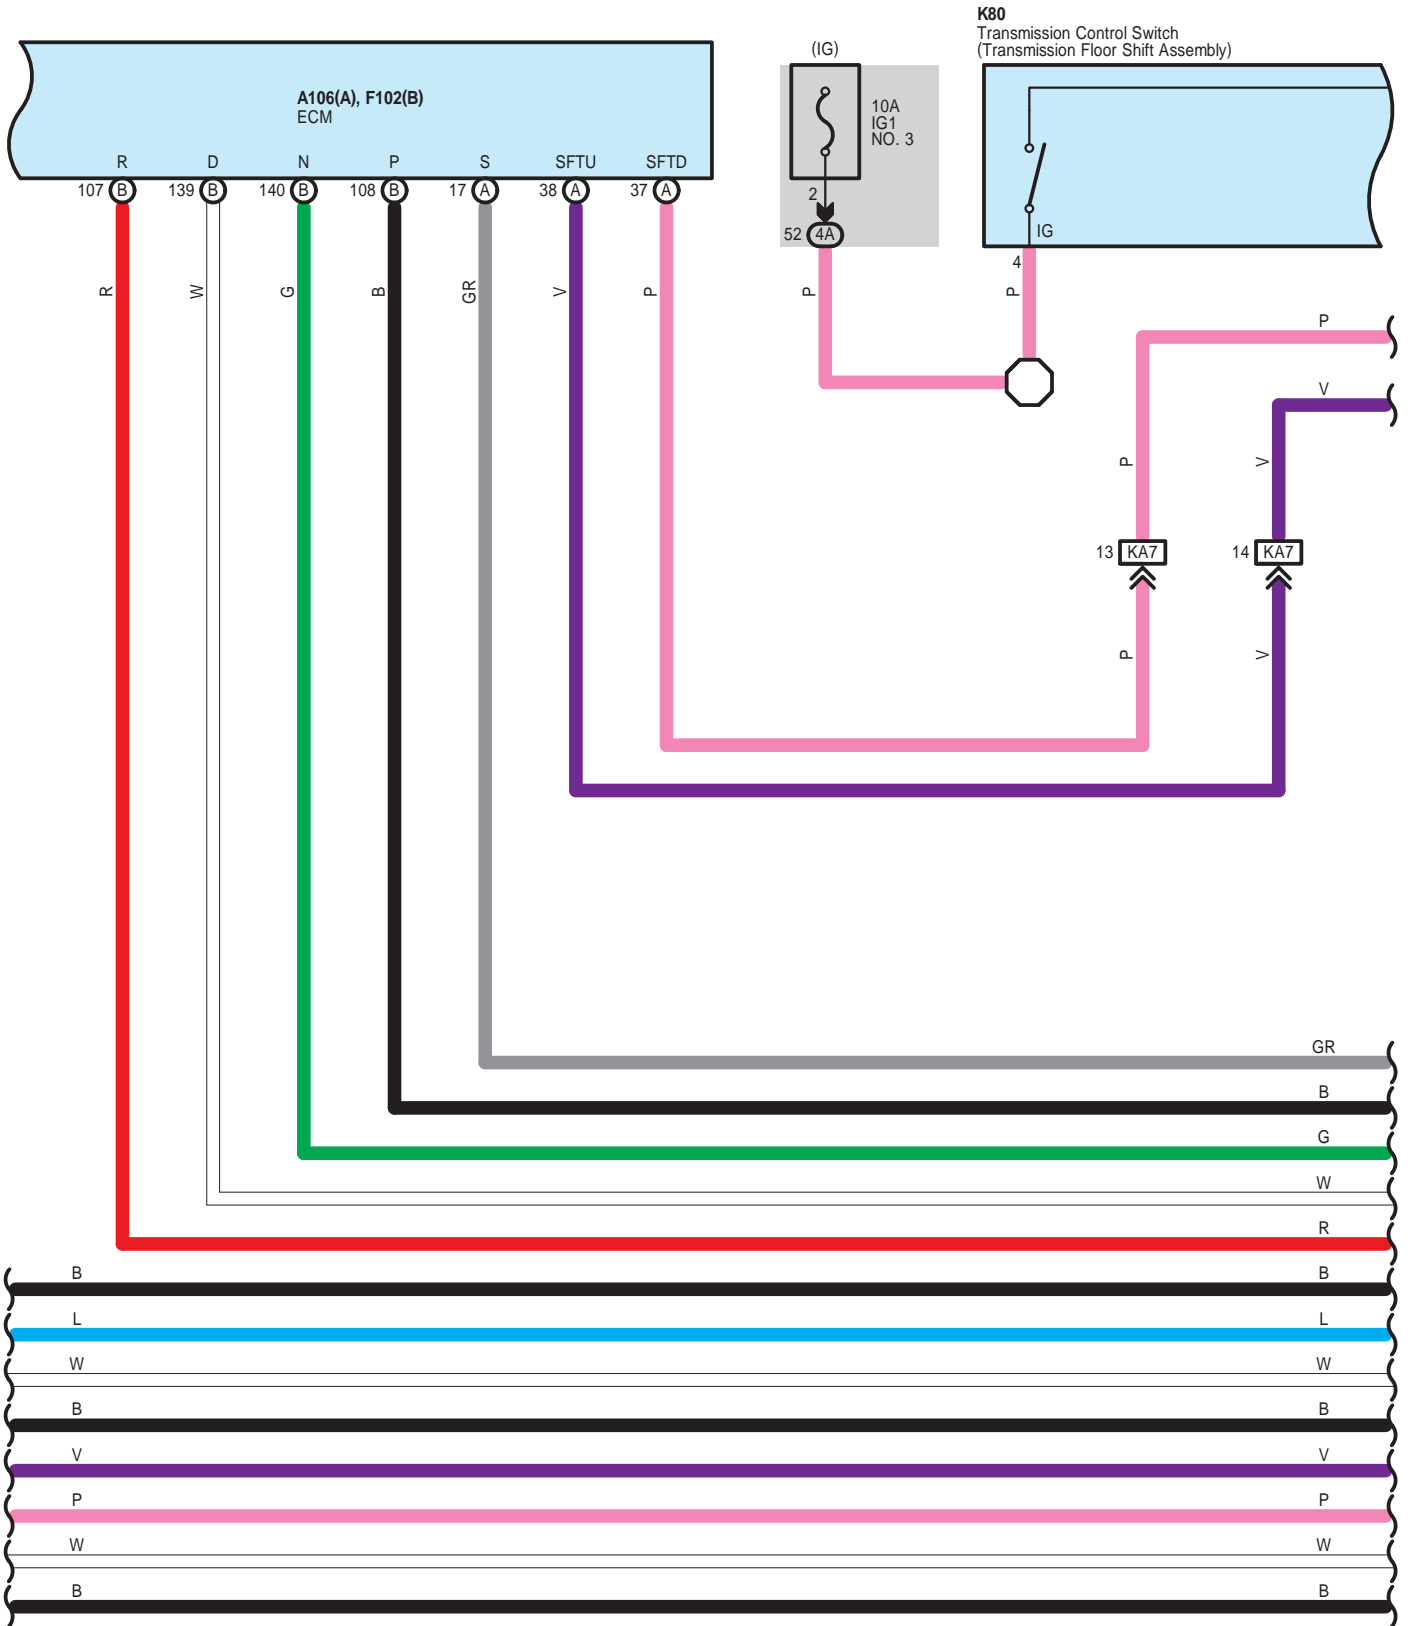 K80
Transmission Control Switch
(Transmission Floor Shift Assembly)
(IG)
10A
IG1
NO. 3
A106(A), F102(B)
ECM
R D N P S SFTU SFTD
107 B 139 B 140 B 108 B 17 A 38 A 37 A
2
52 4A
IG
4
R W G B GR V P P P
P
V
P V
13 KA7 14 KA7
P V
GR
B
G
W
R
B B
L L
W W
B B
V V
P P
W W
B B